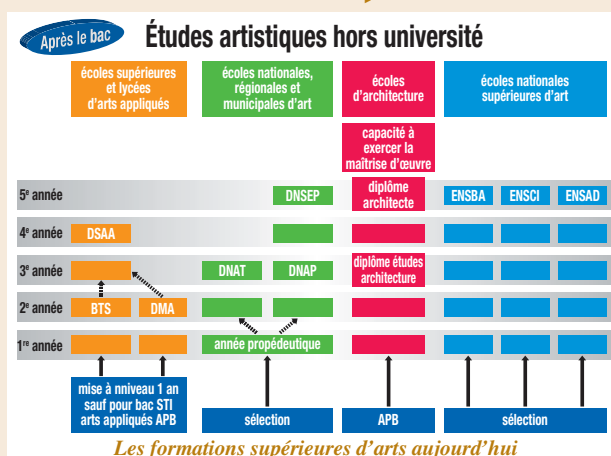 Après le bac
Études artistiques hors université
écoles supérieures
et lycées
d'arts appliqués
écoles nationales,
régionales et
municipales d'art
écoles
d'architecture
écoles nationales
supérieures d'art
capacité à
exercer la
maîtrise d'œuvre
5e année
DNSEP
diplôme
architecte
ENSBA
ENSCI
ENSAD
4e année
DSAA
3e année
DNAT
DNAP
diplôme études
architecture
2e année
BTS
DMA
1re année
année propédeutique
mise à nniveau 1 an
sauf pour bac STI
arts appliqués APB
sélection
APB
sélection
Les formations supérieures d'arts aujourd'hui